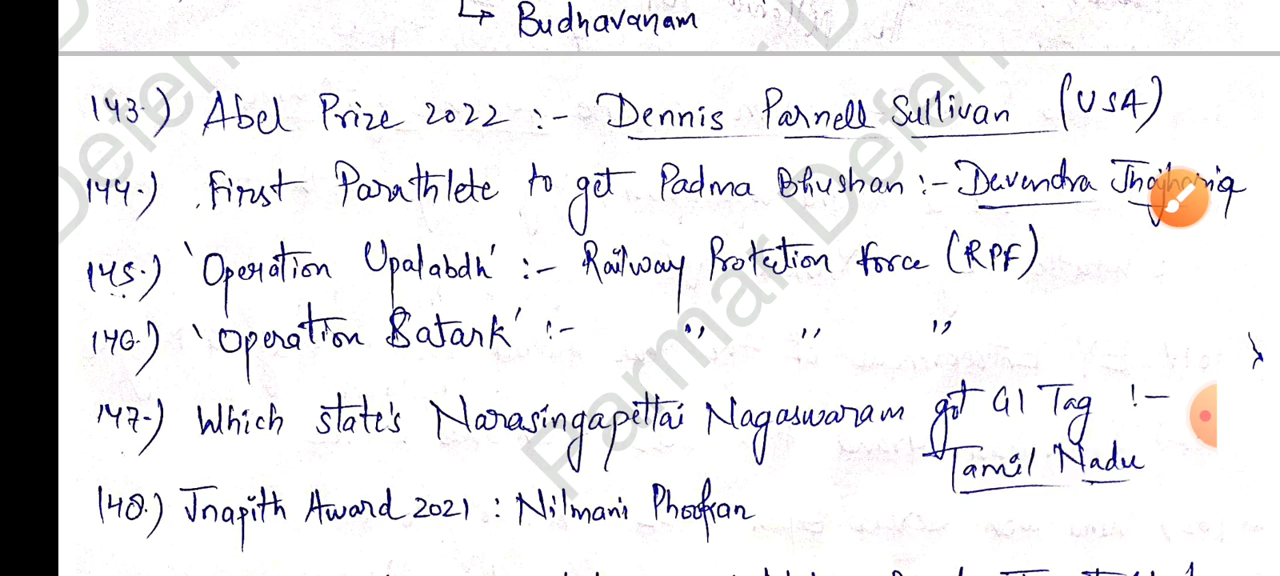 ↳ Budhavanam
143.) Abel Prize 2022 :- Dennis Parnell Sullivan (USA)
144.) First Parathlete to get Padma Bhushan :- Devendra
145.) 'Operation Upalabdh' :- Railway Protection force (RPF)
146.) 'Operation Satark' :- ,, ,, ,,
147.) Which state's Narasingapettai Nagaswaram got GI Tag :-
Tamil Nadu
148.) Jnapith Award 2021 : Nilmani Phookan
Parmar Defen